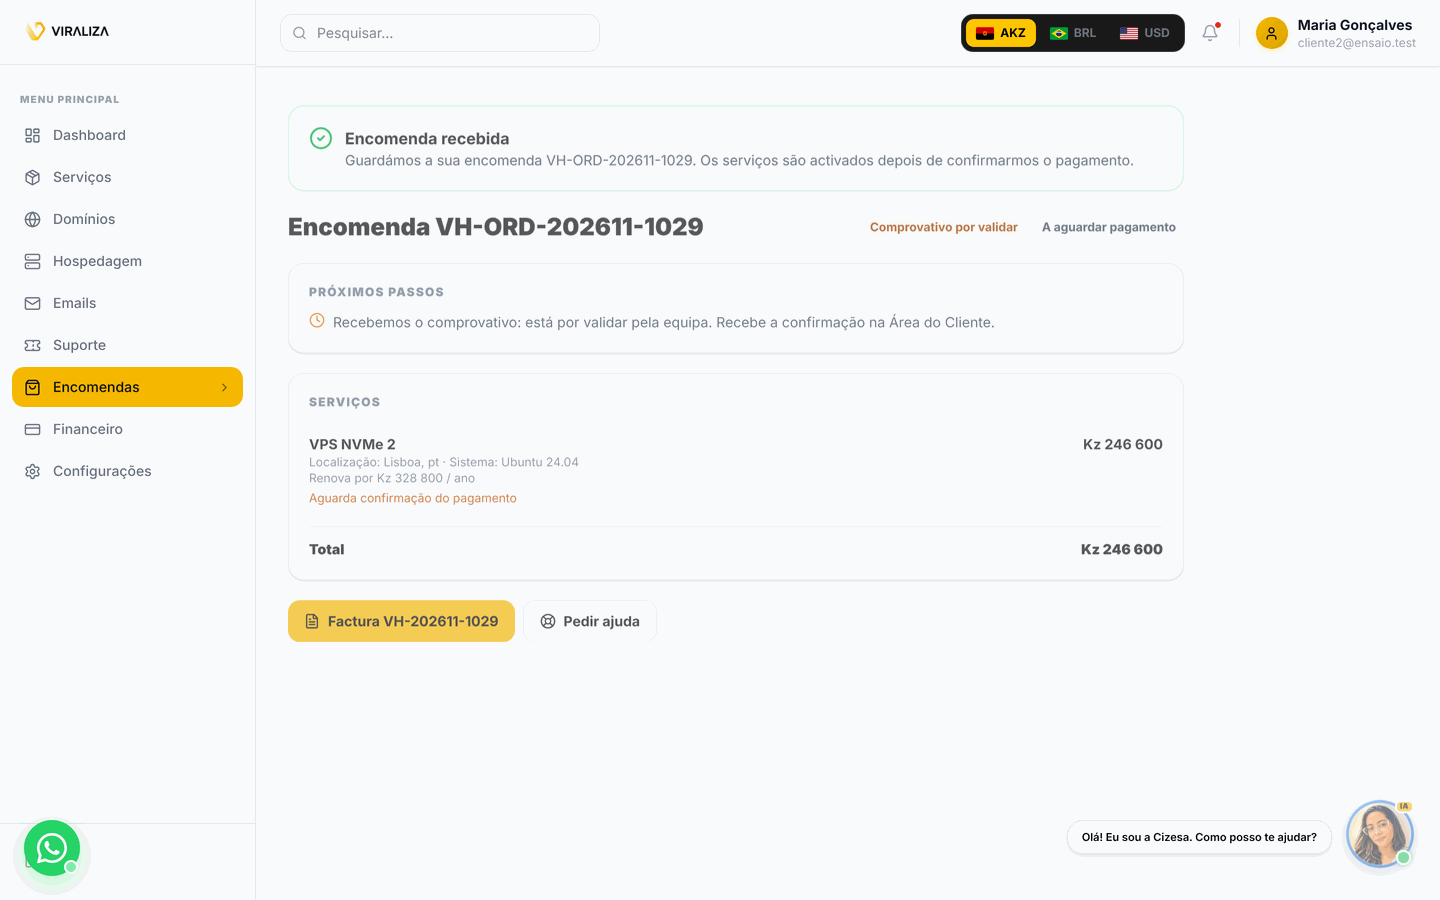 VIRALIZA
Pesquisar...
AKZ
BRL
USD
Maria Gonçalves
cliente2@ensaio.test
MENU PRINCIPAL
Dashboard
Serviços
Domínios
Hospedagem
Emails
Suporte
Encomendas
Financeiro
Configurações
Encomenda recebida
Guardámos a sua encomenda VH-ORD-202611-1029. Os serviços são activados depois de confirmarmos o pagamento.
Encomenda VH-ORD-202611-1029
Comprovativo por validar
A aguardar pagamento
PRÓXIMOS PASSOS
Recebemos o comprovativo: está por validar pela equipa. Recebe a confirmação na Área do Cliente.
SERVIÇOS
VPS NVMe 2
Kz 246 600
Localização: Lisboa, pt · Sistema: Ubuntu 24.04
Renova por Kz 328 800 / ano
Aguarda confirmação do pagamento
Total
Kz 246 600
Factura VH-202611-1029
Pedir ajuda
IA
Olá! Eu sou a Cizesa. Como posso te ajudar?